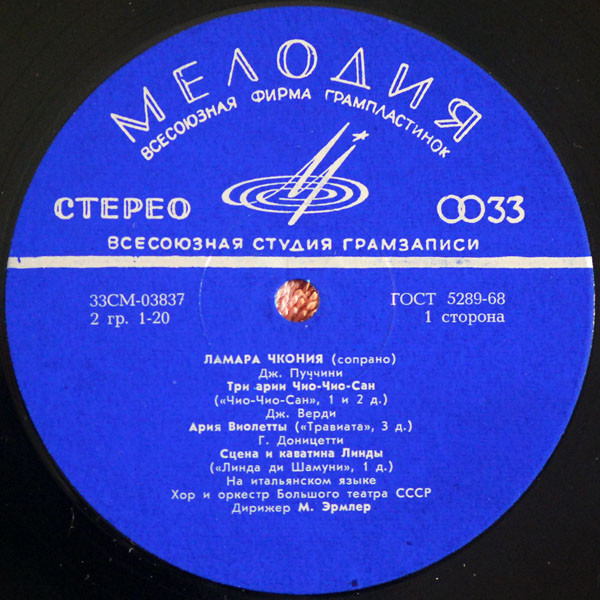 МЕЛОДИЯ
ВСЕСОЮЗНАЯ ФИРМА ГРАМПЛАСТИНОК
СТЕРЕО
33
ВСЕСОЮЗНАЯ СТУДИЯ ГРАМЗАПИСИ
33СМ-03837
2 гр. 1-20
ГОСТ 5289-68
1 сторона
ЛАМАРА ЧКОНИЯ (сопрано)
Дж. Пуччини
Три арии Чио-Чио-Сан
(«Чио-Чио-Сан», 1 и 2 д.)
Дж. Верди
Ария Виолетты («Травиата», 3 д.)
Г. Доницетти
Сцена и каватина Линды
(«Линда ди Шамуни», 1 д.)
На итальянском языке
Хор и оркестр Большого театра СССР
Дирижер М. Эрмлер